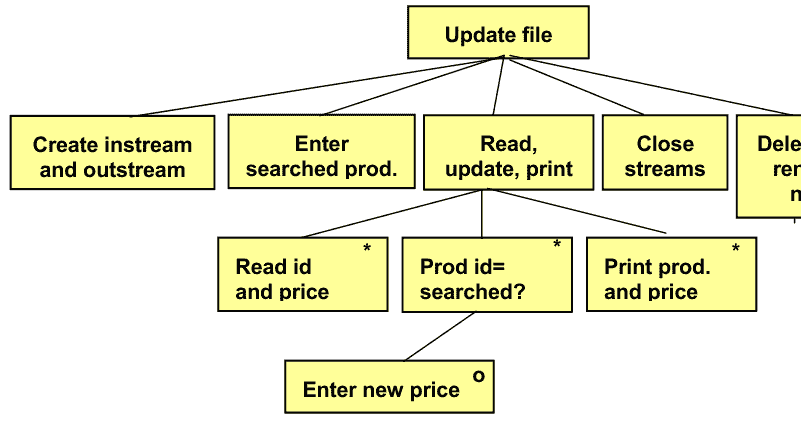 Update file
Create instream
and outstream
Enter
searched prod.
Read,
update, print
Close
streams
Read id
and price
*
Prod id=
searched?
*
Print prod.
and price
*
Enter new price
o